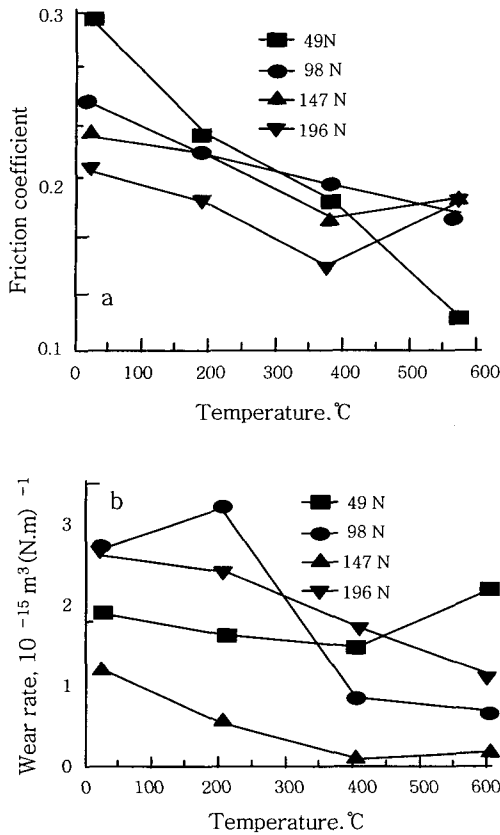 0.3
0.2
0.1
Friction coefficient
49N
98 N
147 N
196 N
a
0 100 200 300 400 500 600
Temperature.℃
b
3
2
1
0
Wear rate, 10 ⁻¹⁵ m³(N.m) ⁻¹
49 N
98 N
147 N
196 N
0 100 200 300 400 500 600
Temperature.℃